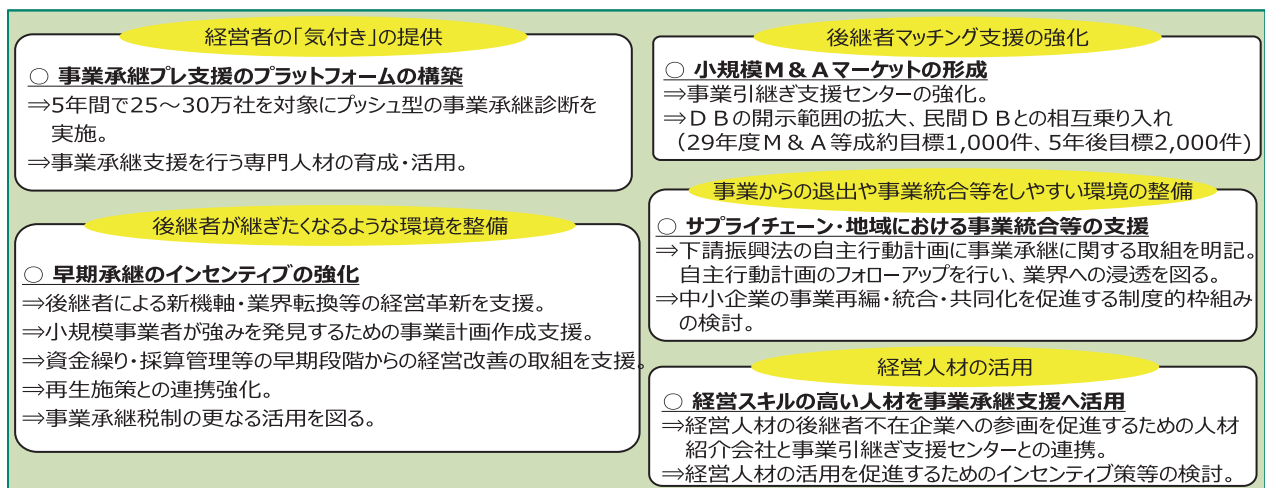 経営者の「気付き」の提供
○ 事業承継プレ支援のプラットフォームの構築
⇒5年間で25～30万社を対象にプッシュ型の事業承継診断を
実施。
⇒事業承継支援を行う専門人材の育成・活用。
後継者が継ぎたくなるような環境を整備
○ 早期承継のインセンティブの強化
⇒後継者による新機軸・業界転換等の経営革新を支援。
⇒小規模事業者が強みを発見するための事業計画作成支援。
⇒資金繰り・採算管理等の早期段階からの経営改善の取組を支援。
⇒再生施策との連携強化。
⇒事業承継税制の更なる活用を図る。
後継者マッチング支援の強化
○ 小規模Ｍ＆Ａマーケットの形成
⇒事業引継ぎ支援センターの強化。
⇒ＤＢの開示範囲の拡大、民間ＤＢとの相互乗り入れ
（29年度Ｍ＆Ａ等成約目標1,000件、5年後目標2,000件）
事業からの退出や事業統合等をしやすい環境の整備
○ サプライチェーン・地域における事業統合等の支援
⇒下請振興法の自主行動計画に事業承継に関する取組を明記。
自主行動計画のフォローアップを行い、業界への浸透を図る。
⇒中小企業の事業再編・統合・共同化を促進する制度的枠組み
の検討。
経営人材の活用
○ 経営スキルの高い人材を事業承継支援へ活用
⇒経営人材の後継者不在企業への参画を促進するための人材
紹介会社と事業引継ぎ支援センターとの連携。
⇒経営人材の活用を促進するためのインセンティブ策等の検討。